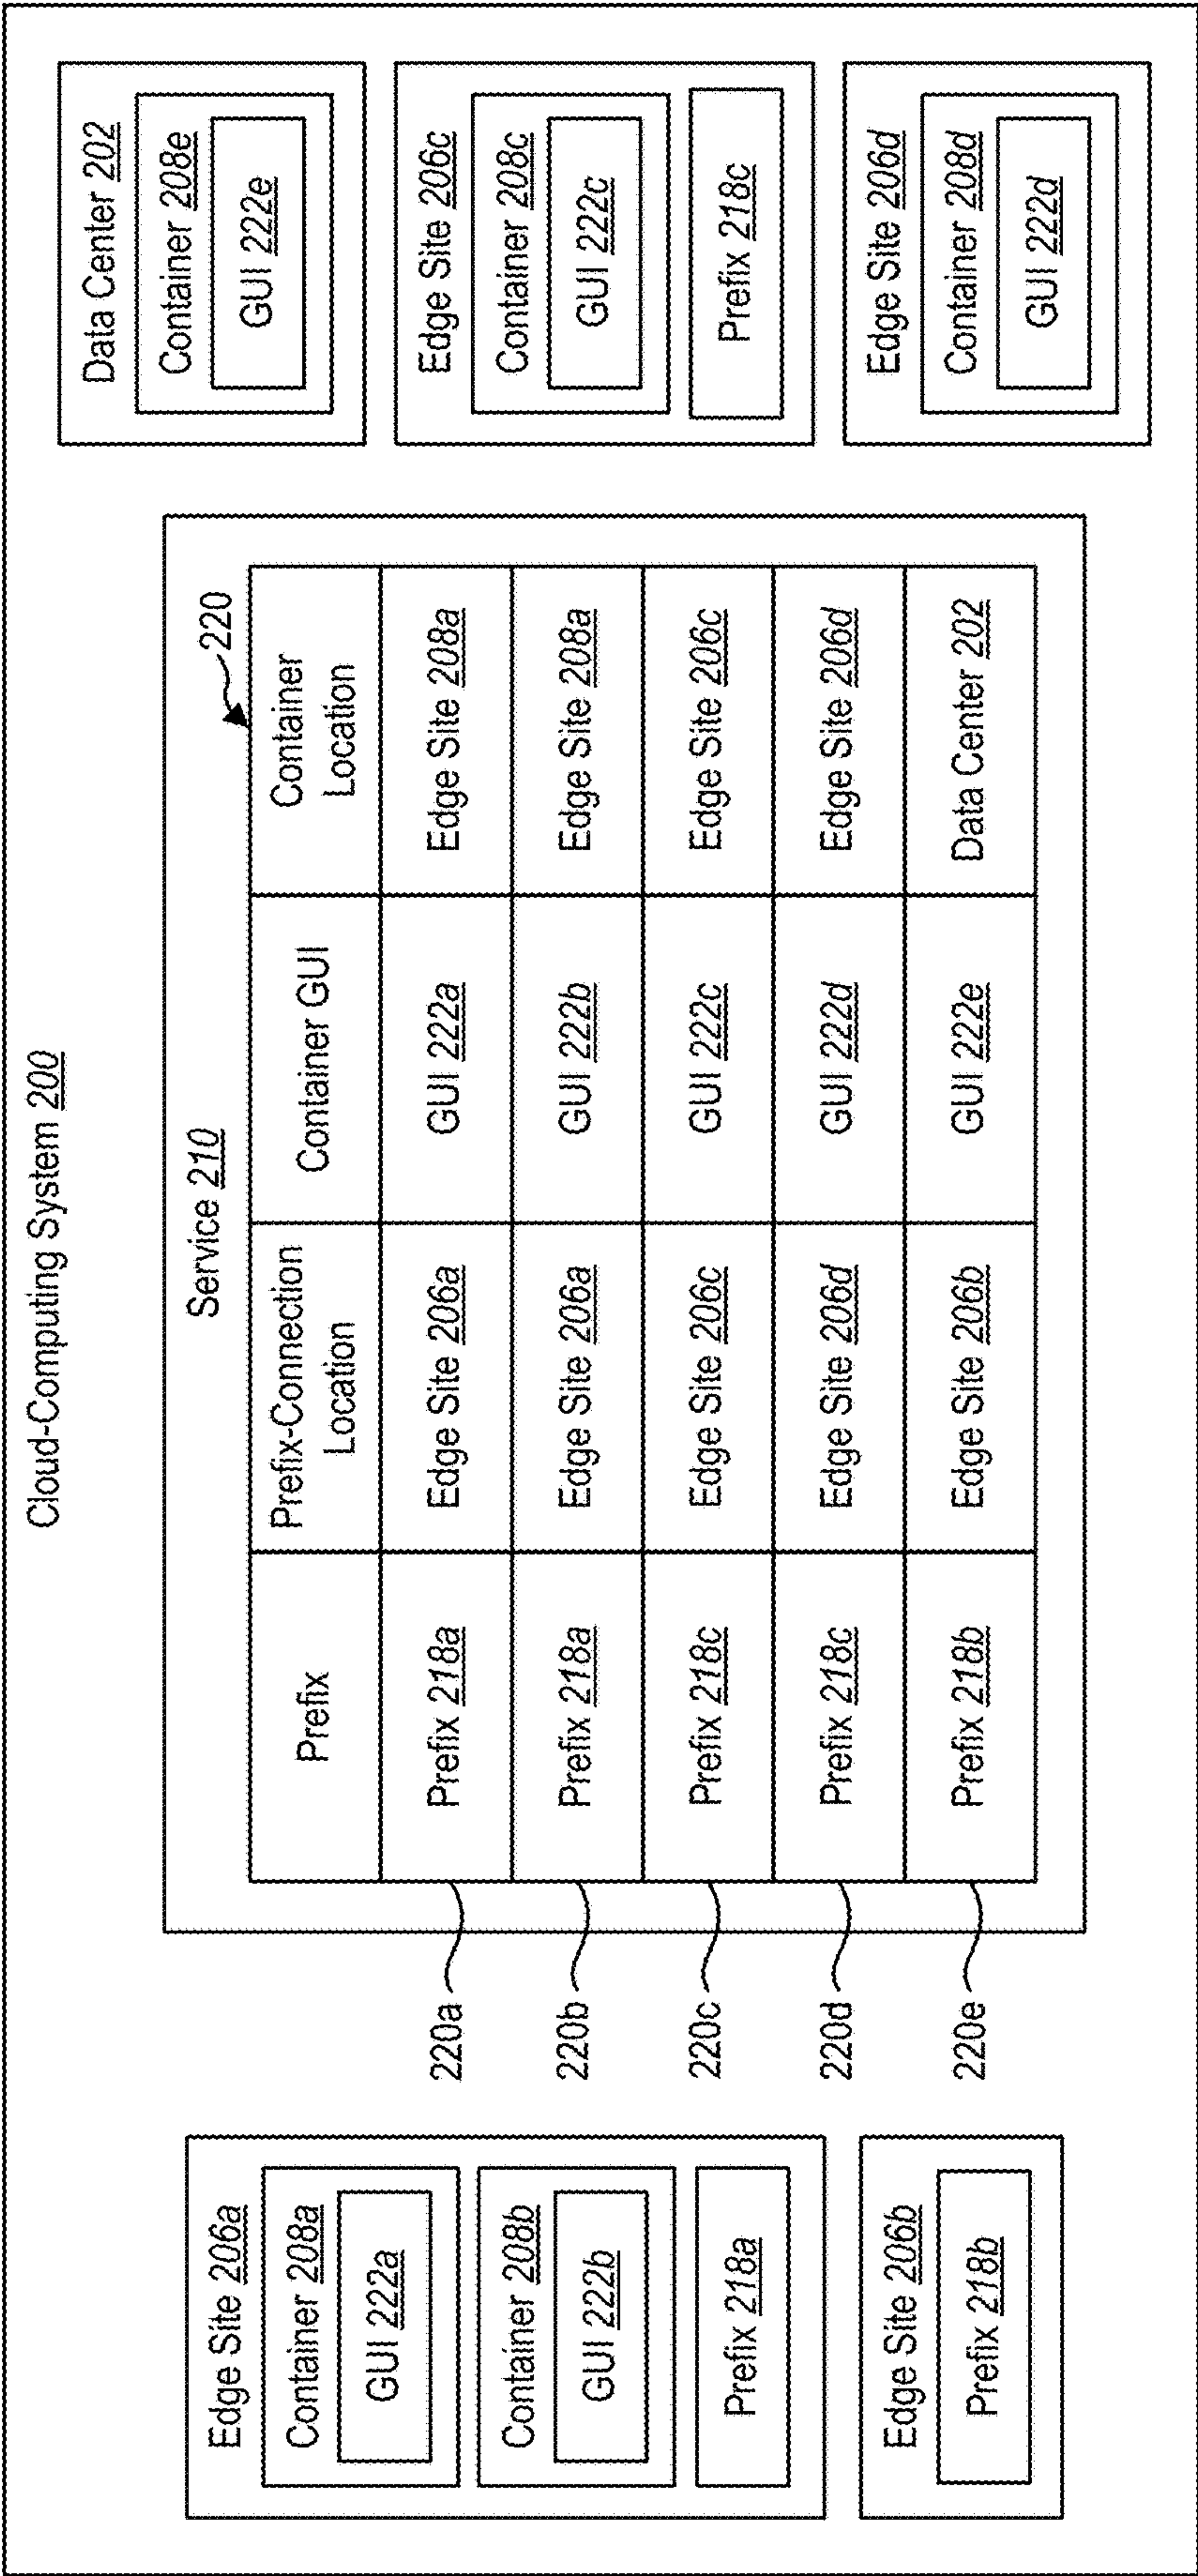 Cloud-Computing System 200
Edge Site 206a
Container 208a
GUI 222a
Container 208b
GUI 222b
Prefix 218a
Edge Site 206b
Prefix 218b
Service 210
220
Prefix
Prefix-Connection
Location
Container GUI
Container
Location
220a
Prefix 218a
Edge Site 206a
GUI 222a
Edge Site 208a
220b
Prefix 218a
Edge Site 206a
GUI 222b
Edge Site 208a
220c
Prefix 218c
Edge Site 206c
GUI 222c
Edge Site 206c
220d
Prefix 218c
Edge Site 206d
GUI 222d
Edge Site 206d
220e
Prefix 218b
Edge Site 206b
GUI 222e
Data Center 202
Data Center 202
Container 208e
GUI 222e
Edge Site 206c
Container 208c
GUI 222c
Prefix 218c
Edge Site 206d
Container 208d
GUI 222d